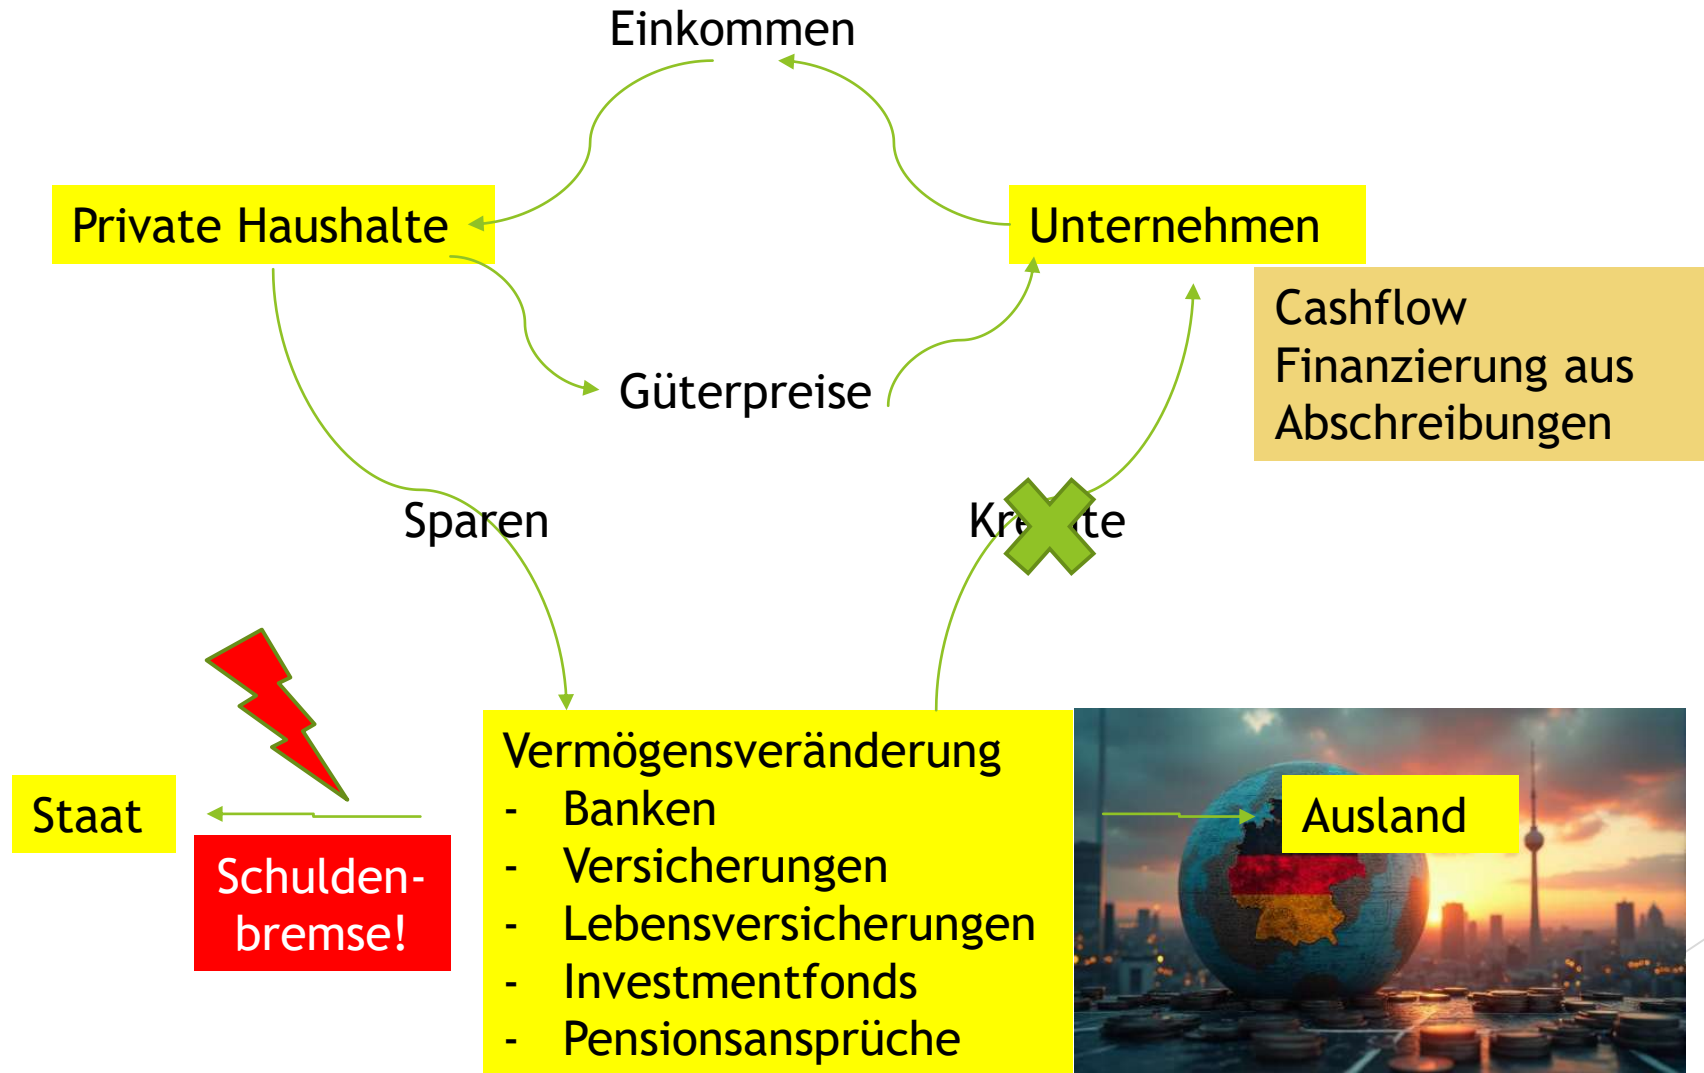 Einkommen
Private Haushalte
Unternehmen
Cashflow
Finanzierung aus
Abschreibungen
Güterpreise
Sparen
Vermögensveränderung
- Banken
- Versicherungen
- Lebensversicherungen
- Investmentfonds
- Pensionsansprüche
Staat
Schulden-
bremse!
Ausland